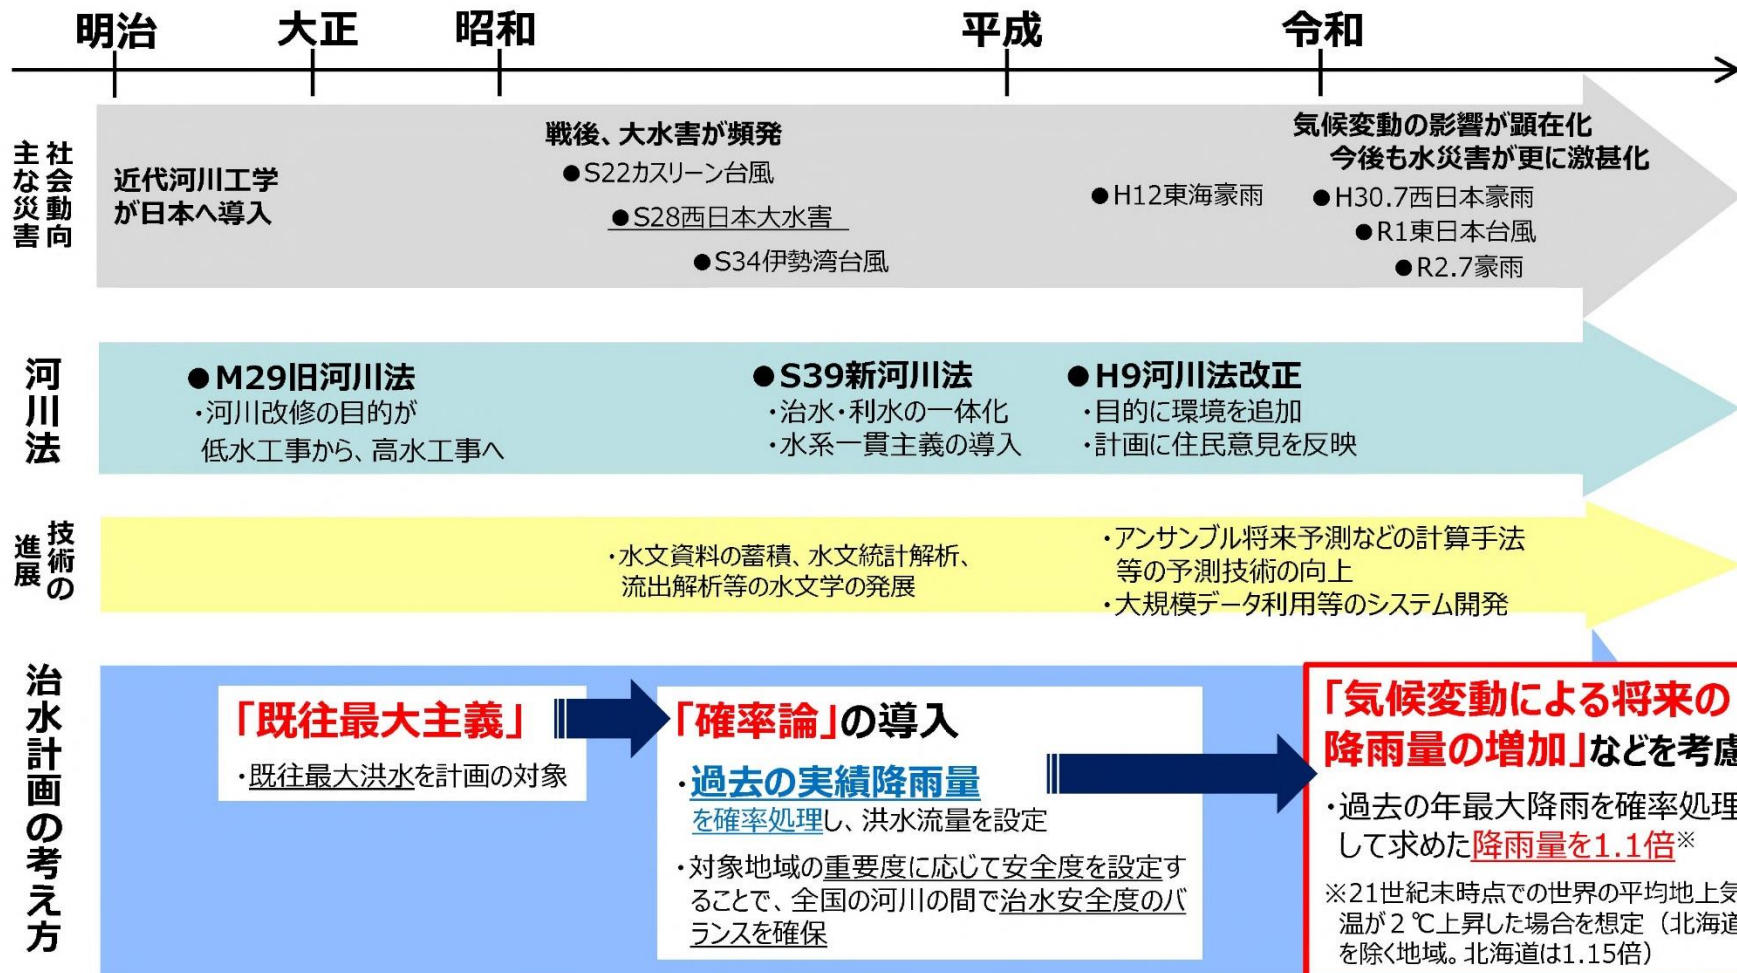 明治
大正
昭和
平成
令和
社会動向
主な災害
近代河川工学
が日本へ導入
戦後、大水害が頻発
●S22カスリーン台風
●S28西日本大水害
●S34伊勢湾台風
●H12東海豪雨
気候変動の影響が顕在化
今後も水災害が更に激甚化
●H30.7西日本豪雨
●R1東日本台風
●R2.7豪雨
河川法
●M29旧河川法
・河川改修の目的が
低水工事から、高水工事へ
●S39新河川法
・治水・利水の一体化
・水系一貫主義の導入
●H9河川法改正
・目的に環境を追加
・計画に住民意見を反映
技術の
進展
・水文資料の蓄積、水文統計解析、
流出解析等の水文学の発展
・アンサンブル将来予測などの計算手法
等の予測技術の向上
・大規模データ利用等のシステム開発
治水計画の考え方
「既往最大主義」
・既往最大洪水を計画の対象
「確率論」の導入
・過去の実績降雨量
を確率処理し、洪水流量を設定
・対象地域の重要度に応じて安全度を設定す
ることで、全国の河川の間で治水安全度のバ
ランスを確保
「気候変動による将来の
降雨量の増加」などを考慮
・過去の年最大降雨を確率処理
して求めた降雨量を1.1倍※
※21世紀末時点での世界の平均地上気
温が2℃上昇した場合を想定（北海道
を除く地域。北海道は1.15倍）